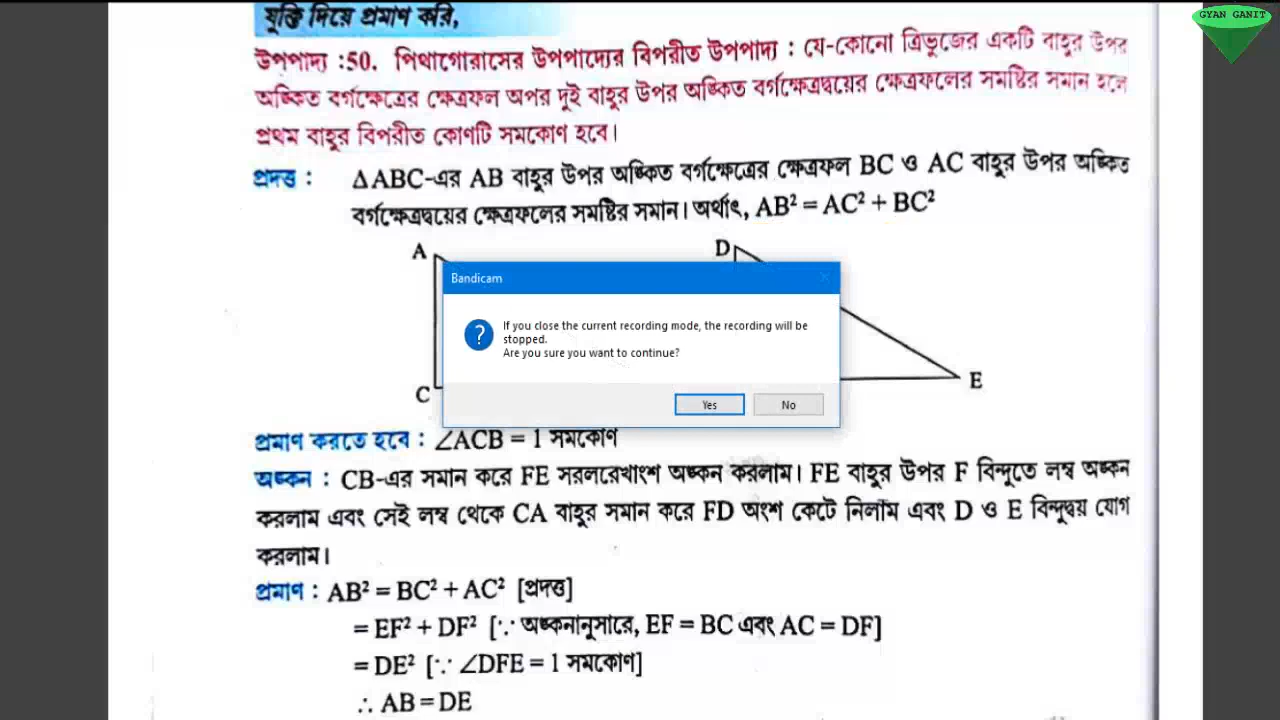 GYAN GANIT
যুক্তি দিয়ে প্রমাণ করি,
উপপাদ্য :50. পিথাগোরাসের উপপাদ্যের বিপরীত উপপাদ্য : যে-কোনো ত্রিভুজের একটি বাহুর উপর
অঙ্কিত বর্গক্ষেত্রের ক্ষেত্রফল অপর দুই বাহুর উপর অঙ্কিত বর্গক্ষেত্রদ্বয়ের ক্ষেত্রফলের সমষ্টির সমান হলে
প্রথম বাহুর বিপরীত কোণটি সমকোণ হবে।
প্রদত্ত : ΔABC-এর AB বাহুর উপর অঙ্কিত বর্গক্ষেত্রের ক্ষেত্রফল BC ও AC বাহুর উপর অঙ্কিত
বর্গক্ষেত্রদ্বয়ের ক্ষেত্রফলের সমষ্টির সমান। অর্থাৎ, AB² = AC² + BC²
A D
Bandicam
If you close the current recording mode, the recording will be
stopped.
Are you sure you want to continue?
Yes No
C E
প্রমাণ করতে হবে : ∠ACB = 1 সমকোণ
অঙ্কন : CB-এর সমান করে FE সরলরেখাংশ অঙ্কন করলাম। FE বাহুর উপর F বিন্দুতে লম্ব অঙ্কন
করলাম এবং সেই লম্ব থেকে CA বাহুর সমান করে FD অংশ কেটে নিলাম এবং D ও E বিন্দুদ্বয় যোগ
করলাম।
প্রমাণ : AB² = BC² + AC² [প্রদত্ত]
= EF² + DF² [∵ অঙ্কনানুসারে, EF = BC এবং AC = DF]
= DE² [∵ ∠DFE = 1 সমকোণ]
∴ AB = DE